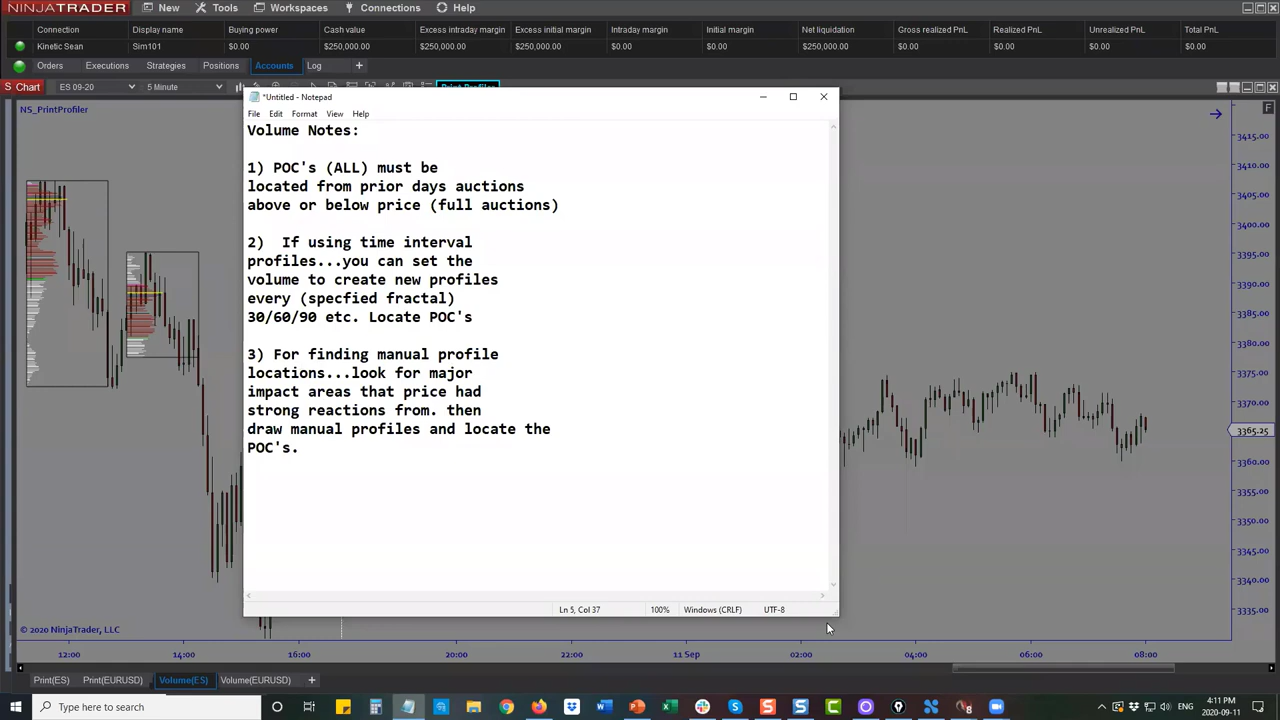 NINJATRADER New Tools Workspaces Connections Help
Connection Display name Buying power Cash value Excess intraday margin Excess initial margin Intraday margin Initial margin Net liquidation Gross realized PnL Realized PnL Unrealized PnL Total PnL
Kinetic Sean Sim101 $0.00 $250,000.00 $250,000.00 $250,000.00 $0.00 $0.00 $250,000.00 $0.00 $0.00 $0.00 $0.00
Orders Executions Strategies Positions Accounts Log +
S Chart ES 09-20 5 Minute Print Profiler
NS_PrintProfiler
F
*Untitled - Notepad
File Edit Format View Help
Volume Notes:
1) POC's (ALL) must be
located from prior days auctions
above or below price (full auctions)
2) If using time interval
profiles...you can set the
volume to create new profiles
every (specfied fractal)
30/60/90 etc. Locate POC's
3) For finding manual profile
locations...look for major
impact areas that price had
strong reactions from. then
draw manual profiles and locate the
POC's.
Ln 5, Col 37 100% Windows (CRLF) UTF-8
3415.00
3410.00
3405.00
3400.00
3395.00
3390.00
3385.00
3380.00
3375.00
3370.00
3365.25
3360.00
3355.00
3350.00
3345.00
3340.00
3335.00
© 2020 NinjaTrader, LLC
12:00 14:00 16:00 20:00 22:00 11 Sep 02:00 04:00 06:00 08:00
Print(ES) Print(EURUSD) Volume(ES) Volume(EURUSD) +
Type here to search
4:11 PM
2020-09-11